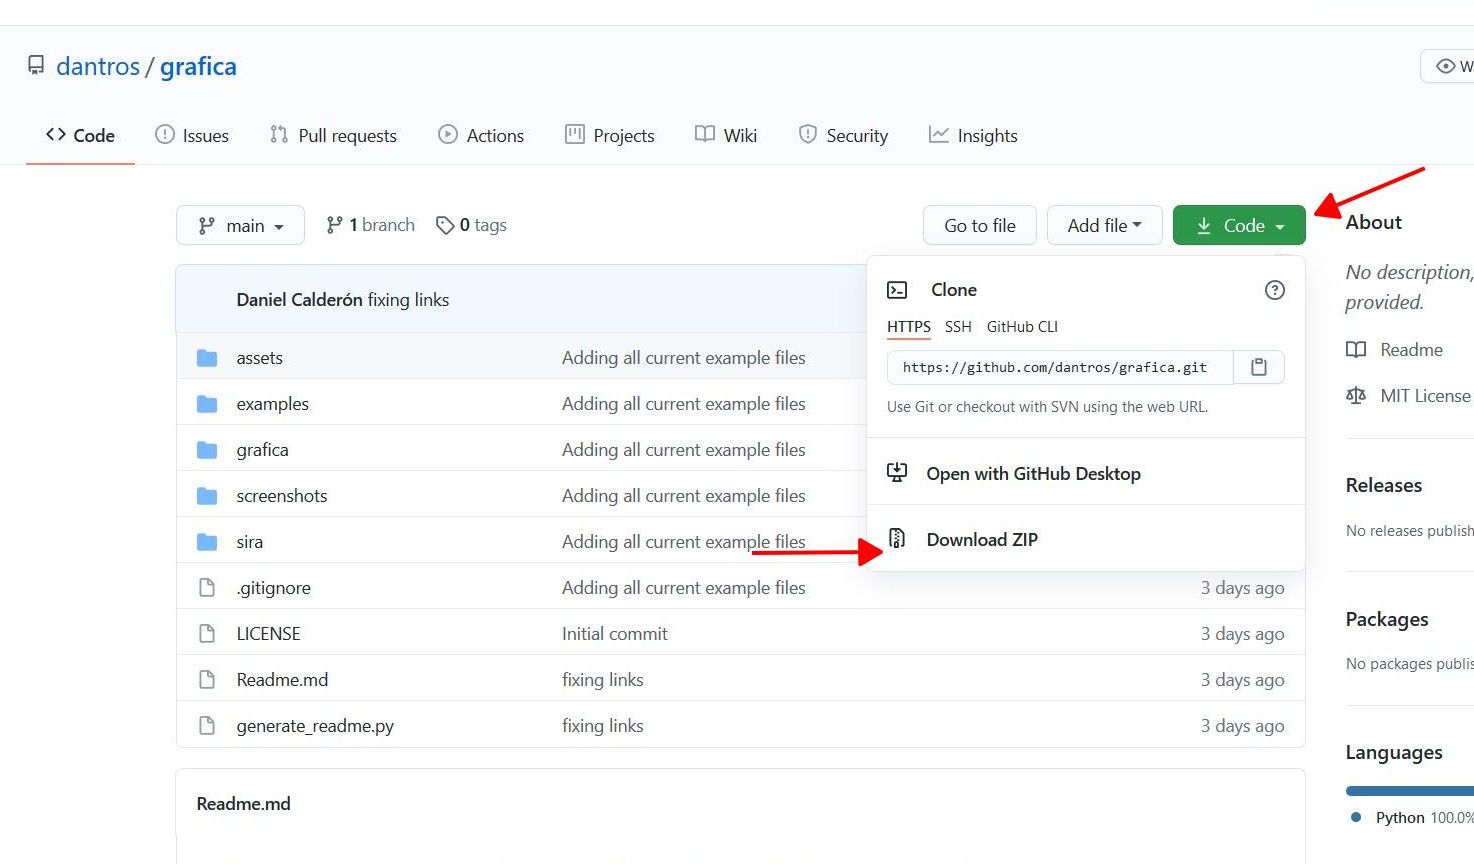 dantros / grafica
W
Code Issues Pull requests Actions Projects Wiki Security Insights
main 1 branch 0 tags Go to file Add file Code
About
No description,
provided.
Readme
MIT License
Releases
No releases publish
Packages
No packages publis
Languages
Python 100.0%
Clone
HTTPS SSH GitHub CLI
https://github.com/dantros/grafica.git
Use Git or checkout with SVN using the web URL.
Open with GitHub Desktop
Download ZIP
Daniel Calderón fixing links
assets Adding all current example files
examples Adding all current example files
grafica Adding all current example files
screenshots Adding all current example files
sira Adding all current example files
.gitignore Adding all current example files 3 days ago
LICENSE Initial commit 3 days ago
Readme.md fixing links 3 days ago
generate_readme.py fixing links 3 days ago
Readme.md